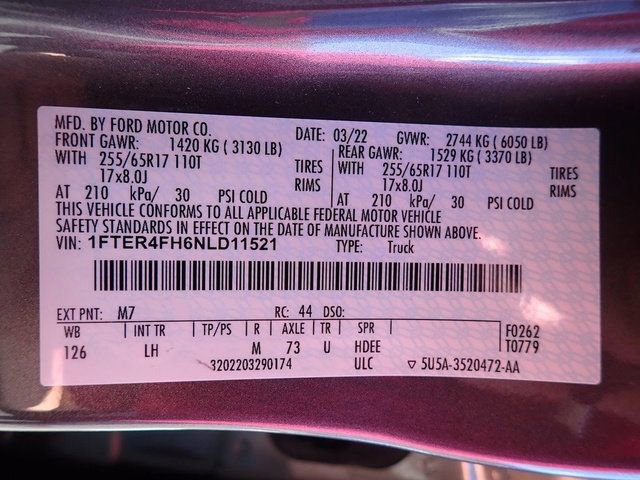 MFD. BY FORD MOTOR CO. DATE: 03/22 GVWR: 2744 KG ( 6050 LB)
FRONT GAWR: 1420 KG ( 3130 LB) REAR GAWR: 1529 KG ( 3370 LB)
WITH 255/65R17 110T TIRES WITH 255/65R17 110T TIRES
17x8.0J RIMS 17x8.0J RIMS
AT 210 kPa/ 30 PSI COLD AT 210 kPa/ 30 PSI COLD
THIS VEHICLE CONFORMS TO ALL APPLICABLE FEDERAL MOTOR VEHICLE
SAFETY STANDARDS IN EFFECT ON THE DATE OF MANUFACTURE SHOWN ABOVE.
VIN: 1FTER4FH6NLD11521 TYPE: Truck
EXT PNT: M7 RC: 44 DSO:
WB INT TR TP/PS R AXLE TR SPR F0262
126 LH M 73 U HDEE T0779
3202203290174 ULC ▽ 5U5A-3520472-AA